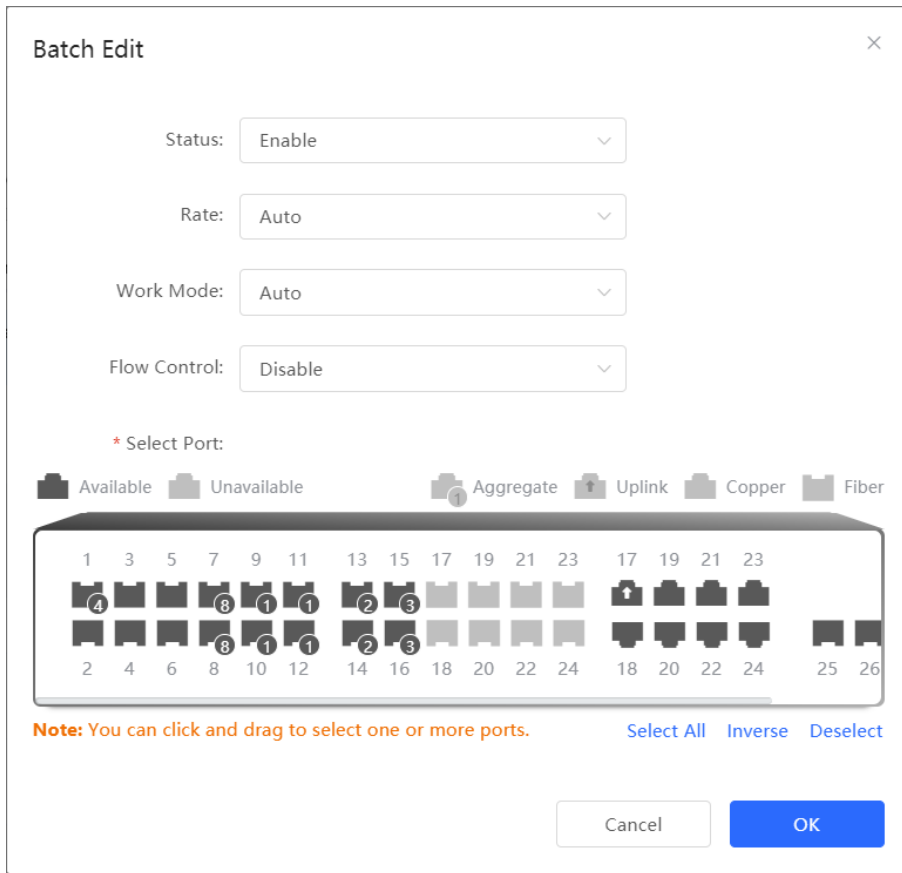 Batch Edit
Status: Enable
Rate: Auto
Work Mode: Auto
Flow Control: Disable
* Select Port:
Available Unavailable 1 Aggregate Uplink Copper Fiber
1 3 5 7 9 11 13 15 17 19 21 23 17 19 21 23
4 8 1 1 2 3
8 1 1 2 3
2 4 6 8 10 12 14 16 18 20 22 24 18 20 22 24 25 26
Note: You can click and drag to select one or more ports. Select All Inverse Deselect
Cancel OK